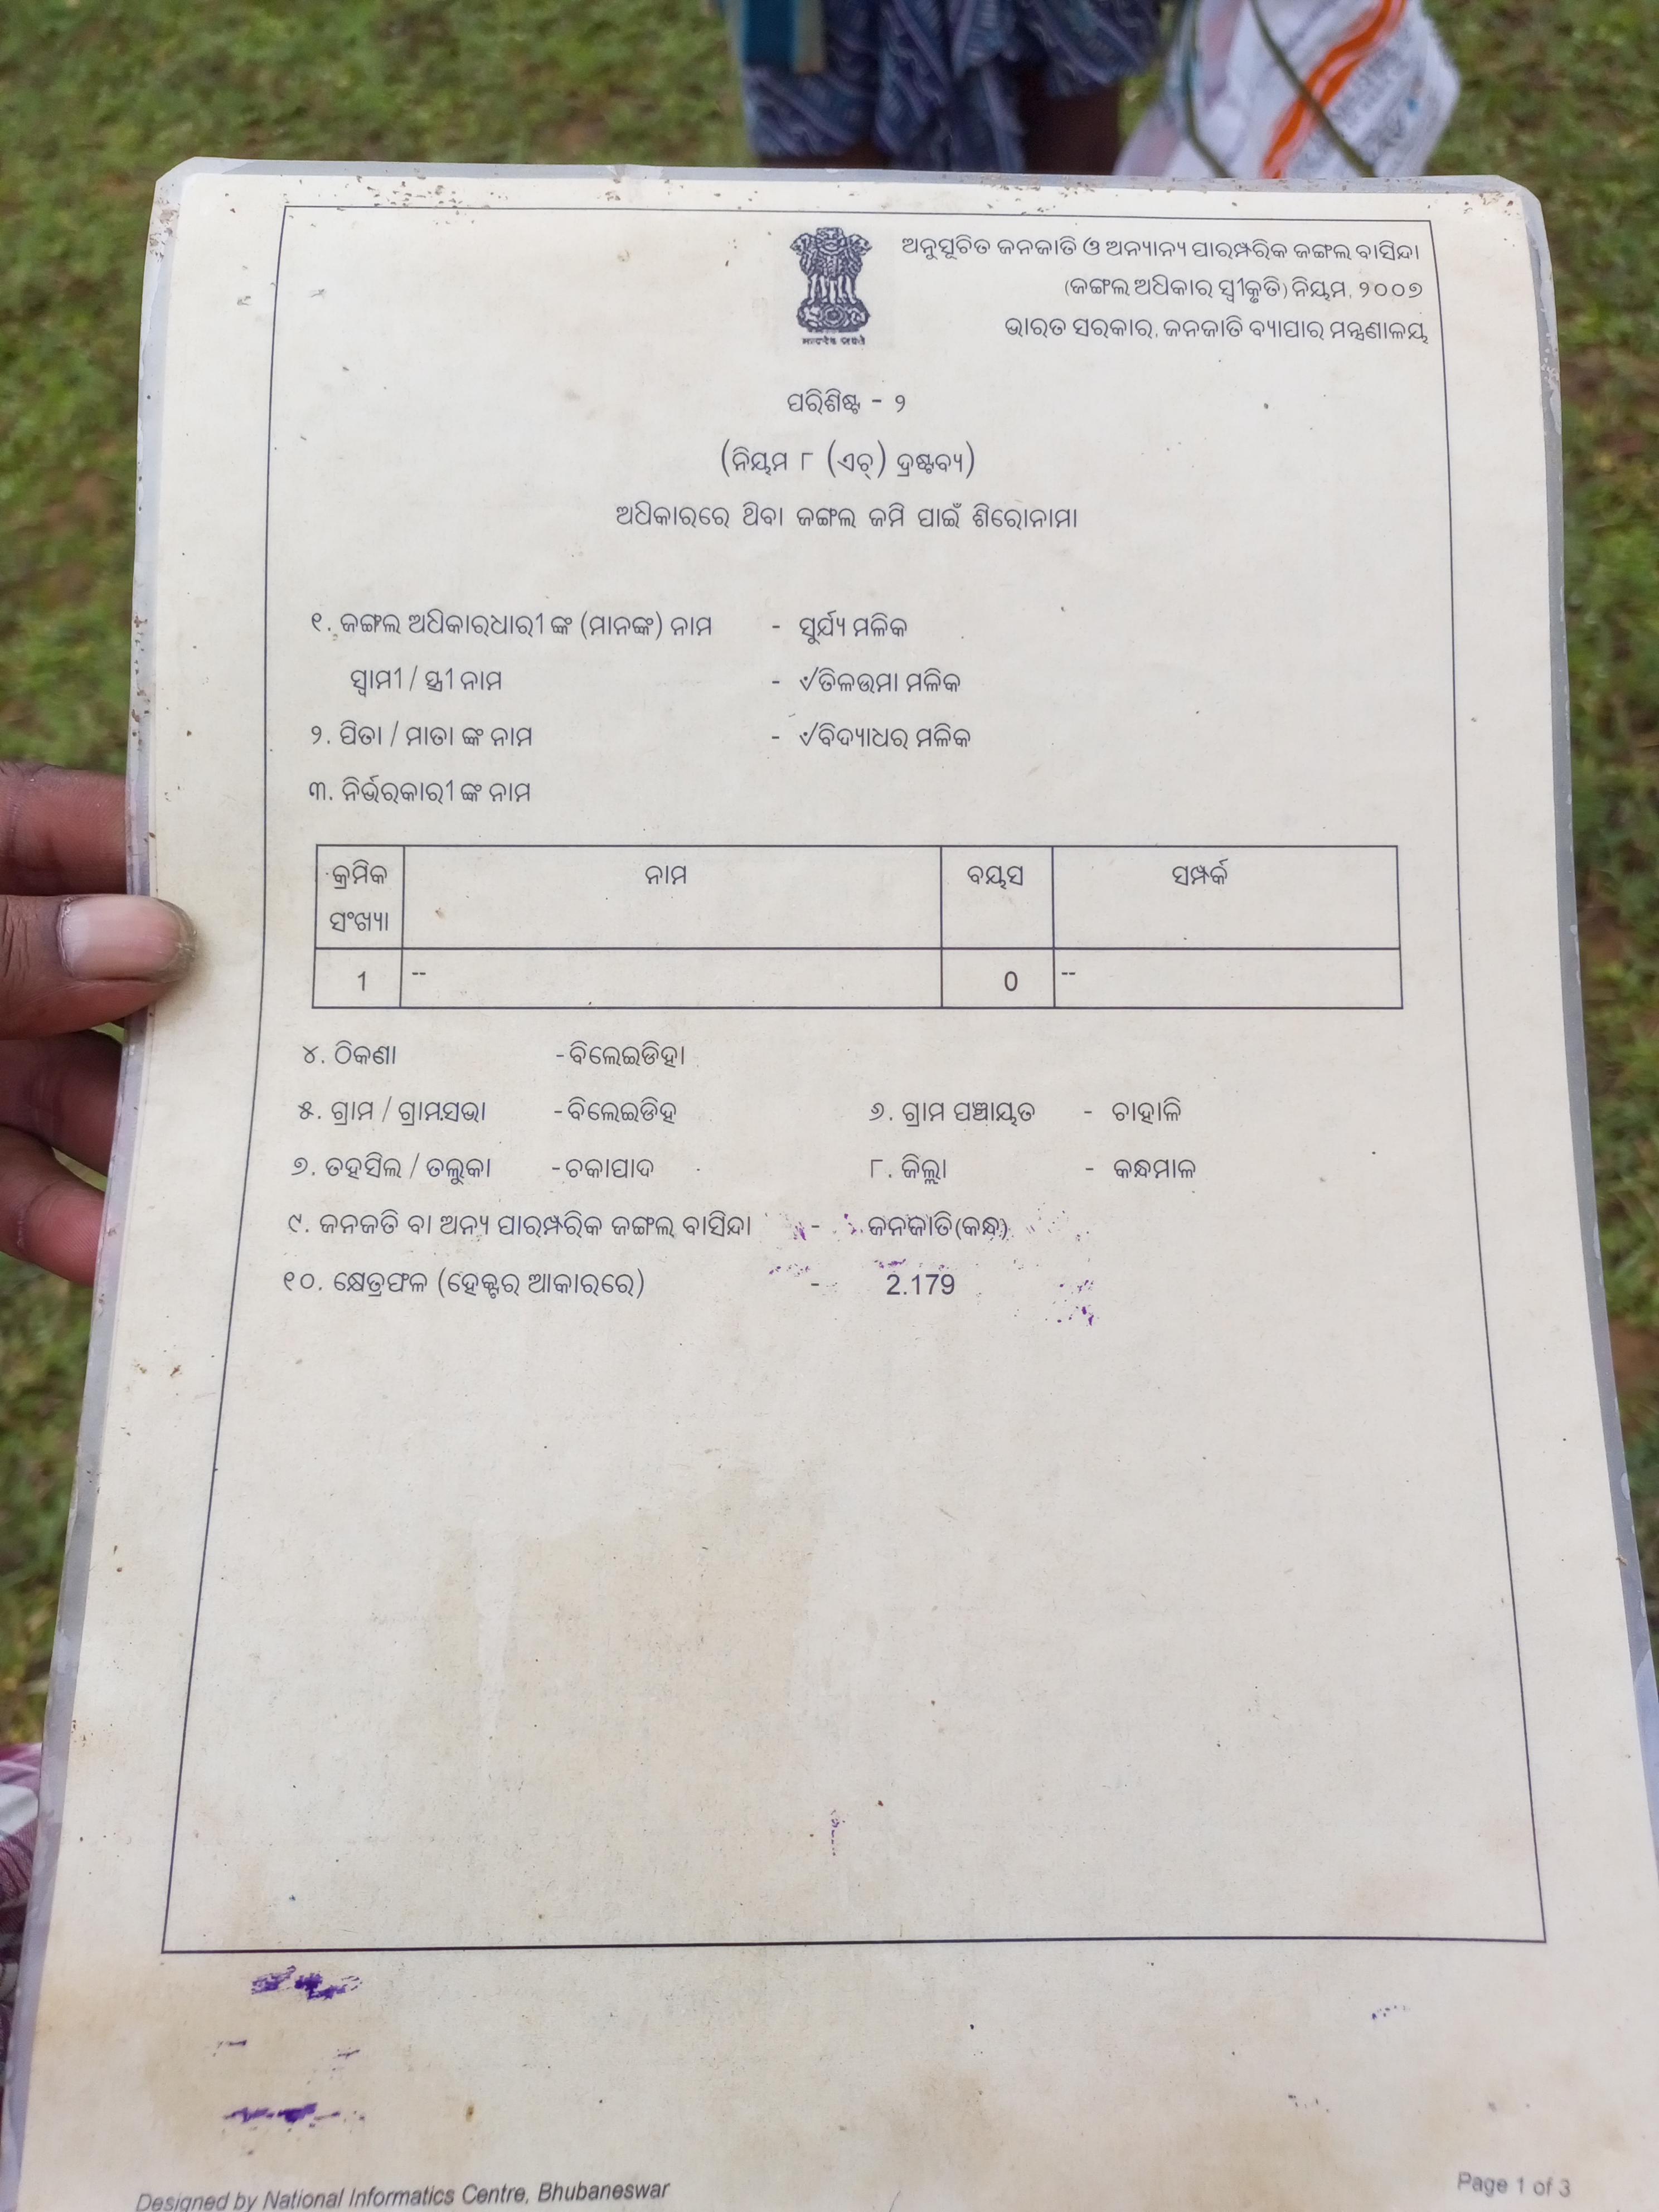 ଅନୁସୂଚିତ ଜନଜାତି ଓ ଅନ୍ୟାନ୍ୟ ପାରମ୍ପରିକ ଜଙ୍ଗଲ ବାସିନ୍ଦା
(ଜଙ୍ଗଲ ଅଧିକାର ସ୍ୱୀକୃତି) ନିୟମ, ୨୦୦୭
ଭାରତ ସରକାର, ଜନଜାତି ବ୍ୟାପାର ମନ୍ତ୍ରଣାଳୟ
ପରିଶିଷ୍ଟ - ୨
(ନିୟମ ୮ (ଏଚ୍) ଦ୍ରଷ୍ଟବ୍ୟ)
ଅଧିକାରରେ ଥିବା ଜଙ୍ଗଲ ଜମି ପାଇଁ ଶିରୋନାମା
୧. ଜଙ୍ଗଲ ଅଧିକାରଧାରୀ ଙ୍କ (ମାନଙ୍କ) ନାମ - ସୁର୍ଯ୍ୟ ମଳିକ
ସ୍ୱାମୀ / ସ୍ତ୍ରୀ ନାମ - √ତିଳଉମା ମଳିକ
୨. ପିତା / ମାତା ଙ୍କ ନାମ - √ବିଦ୍ୟାଧର ମଳିକ
୩. ନିର୍ଭରକାରୀ ଙ୍କ ନାମ
କ୍ରମିକ ସଂଖ୍ୟା ନାମ ବୟସ ସମ୍ପର୍କ
1 -- 0 --
୪. ଠିକଣା - ବିଲେଇଡିହା
୫. ଗ୍ରାମ / ଗ୍ରାମସଭା - ବିଲେଇଡିହ ୬. ଗ୍ରାମ ପଞ୍ଚାୟତ - ଚାହାଳି
୭. ତହସିଲ / ତଲୁକା - ଚକାପାଦ ୮. ଜିଲ୍ଲା - କନ୍ଧମାଳ
୯. ଜନଜତି ବା ଅନ୍ୟ ପାରମ୍ପରିକ ଜଙ୍ଗଲ ବାସିନ୍ଦା - ଜନଜାତି(କନ୍ଧ)
୧୦. କ୍ଷେତ୍ରଫଳ (ହେକ୍ଟର ଆକାରରେ) - 2.179
Designed by National Informatics Centre, Bhubaneswar Page 1 of 3